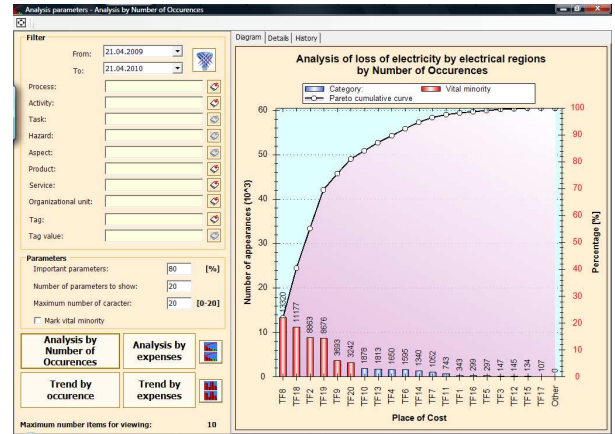 Analysis parameters - Analysis by Number of Occurences
Filter
From: 21.04.2009
To: 21.04.2010
Process:
Activity:
Task:
Hazard:
Aspect:
Product:
Service:
Organizational unit:
Tag:
Tag value:
Parameters
Important parameters: 80 [%]
Number of parameters to show: 20
Maximum number of caracter: 20 [0-20]
Mark vital minority
Analysis by
Number of
Occurences
Analysis by
expenses
Trend by
occurence
Trend by
expenses
Maximum number items for viewing: 10
Diagram Details History
Analysis of loss of electricity by electrical regions
by Number of Occurences
Category: Vital minority
Pareto cumulative curve
Number of appearances (10^3)
60
50
40
30
20
10
0
100
90
80
70
60
50
40
30
20
10
0
Percentage [%]
13320 11177 8863 8676 3693 3242 1878 1813 1650 1595 1340 1052 743 343 299 297 147 145 134 107 0
TF8 TF18 TF2 TF19 TF9 TF20 TF10 TF13 TF4 TF6 TF14 TF7 TF11 TF1 TF16 TF5 TF3 TF12 TF15 TF17 Other
Place of Cost